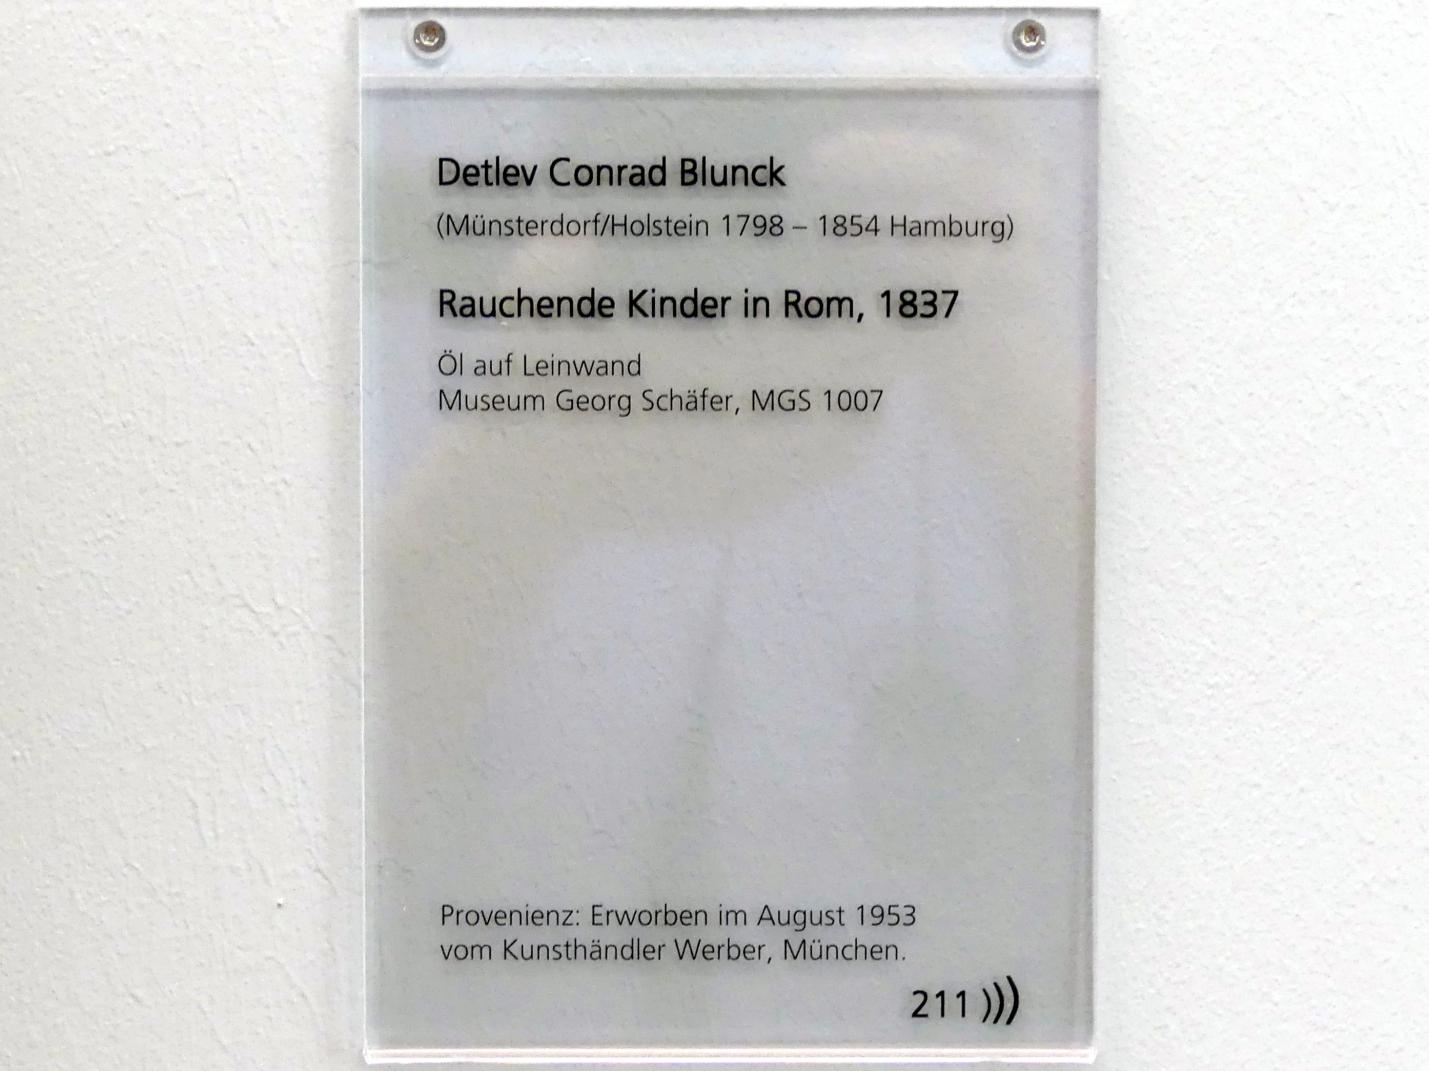 Detlev Conrad Blunck
(Münsterdorf/Holstein 1798 – 1854 Hamburg)
Rauchende Kinder in Rom, 1837
Öl auf Leinwand
Museum Georg Schäfer, MGS 1007
Provenienz: Erworben im August 1953
vom Kunsthändler Werber, München.
211 )))